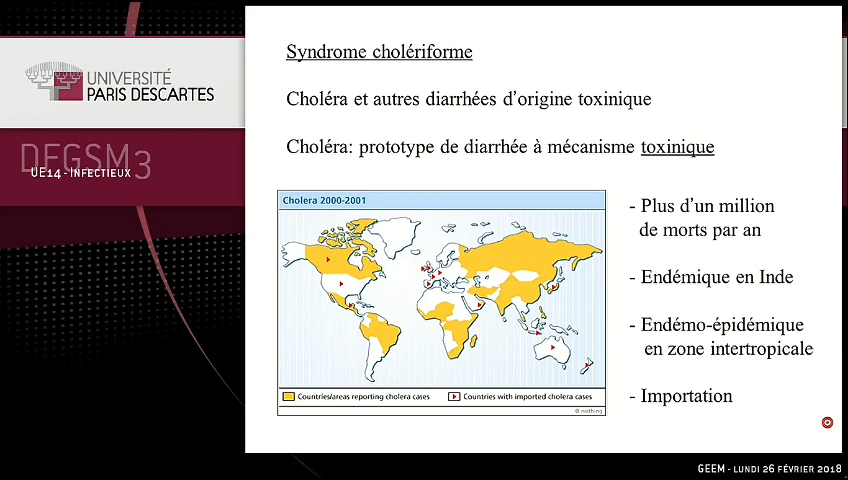 UNIVERSITÉ
PARIS DESCARTES
DFGSM3
UE14 - Infectieux
Syndrome cholériforme
Choléra et autres diarrhées d'origine toxinique
Choléra: prototype de diarrhée à mécanisme toxinique
Cholera 2000-2001
Countries/areas reporting cholera cases
Countries with imported cholera cases
© nothing
- Plus d'un million
de morts par an
- Endémique en Inde
- Endémo-épidémique
en zone intertropicale
- Importation
GEEM - lundi 26 février 2018